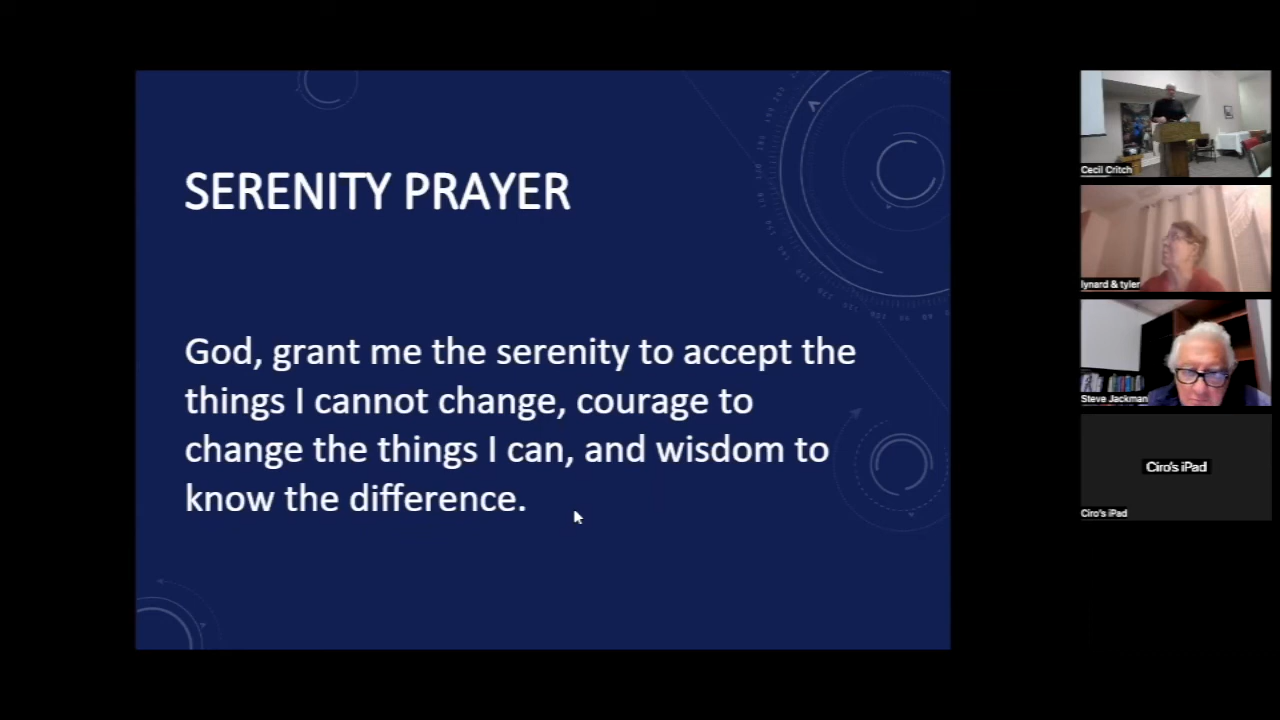 SERENITY PRAYER
God, grant me the serenity to accept the
things I cannot change, courage to
change the things I can, and wisdom to
know the difference.
Cecil Critch
lynard & tyler
Steve Jackman
Ciro's iPad
Ciro's iPad